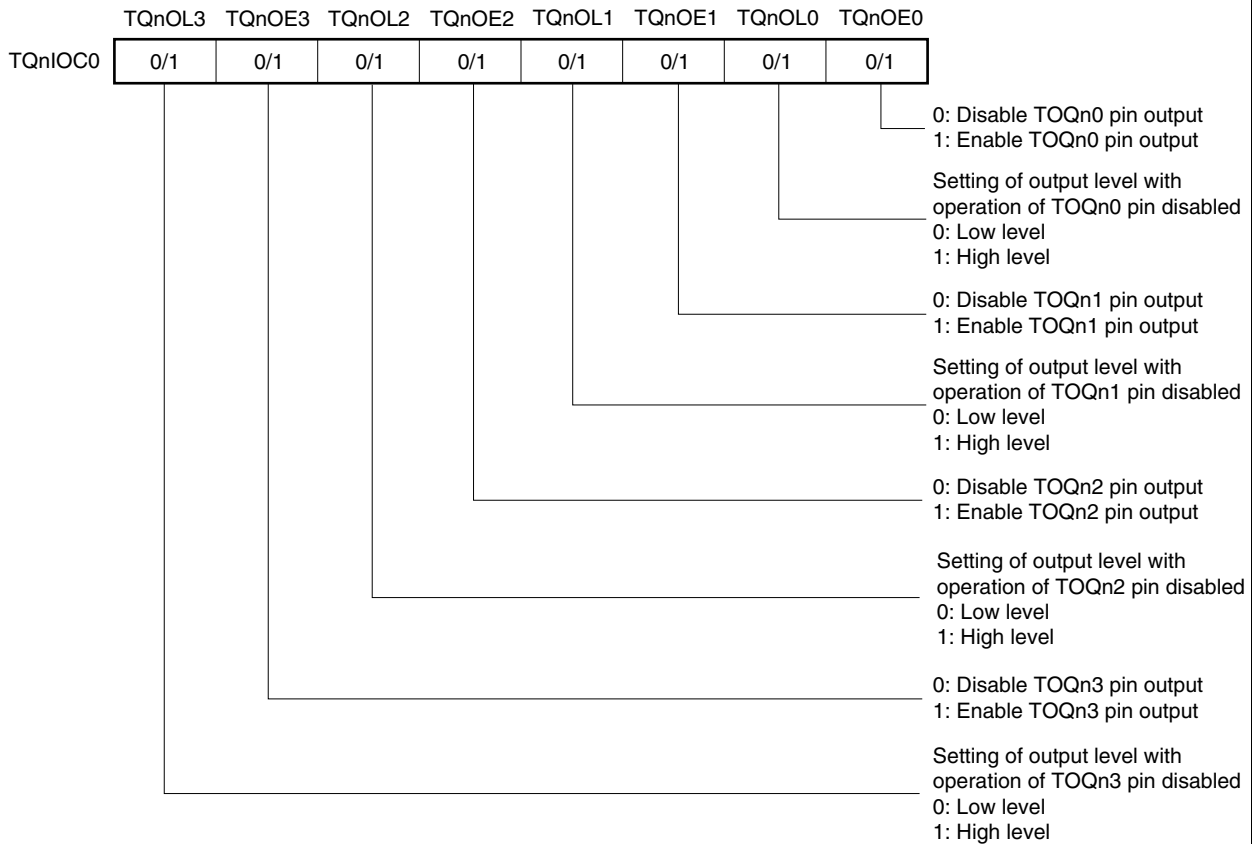 TQnOL3 TQnOE3 TQnOL2 TQnOE2 TQnOL1 TQnOE1 TQnOL0 TQnOE0
TQnIOC0 0/1 0/1 0/1 0/1 0/1 0/1 0/1 0/1
0: Disable TOQn0 pin output
1: Enable TOQn0 pin output
Setting of output level with
operation of TOQn0 pin disabled
0: Low level
1: High level
0: Disable TOQn1 pin output
1: Enable TOQn1 pin output
Setting of output level with
operation of TOQn1 pin disabled
0: Low level
1: High level
0: Disable TOQn2 pin output
1: Enable TOQn2 pin output
Setting of output level with
operation of TOQn2 pin disabled
0: Low level
1: High level
0: Disable TOQn3 pin output
1: Enable TOQn3 pin output
Setting of output level with
operation of TOQn3 pin disabled
0: Low level
1: High level